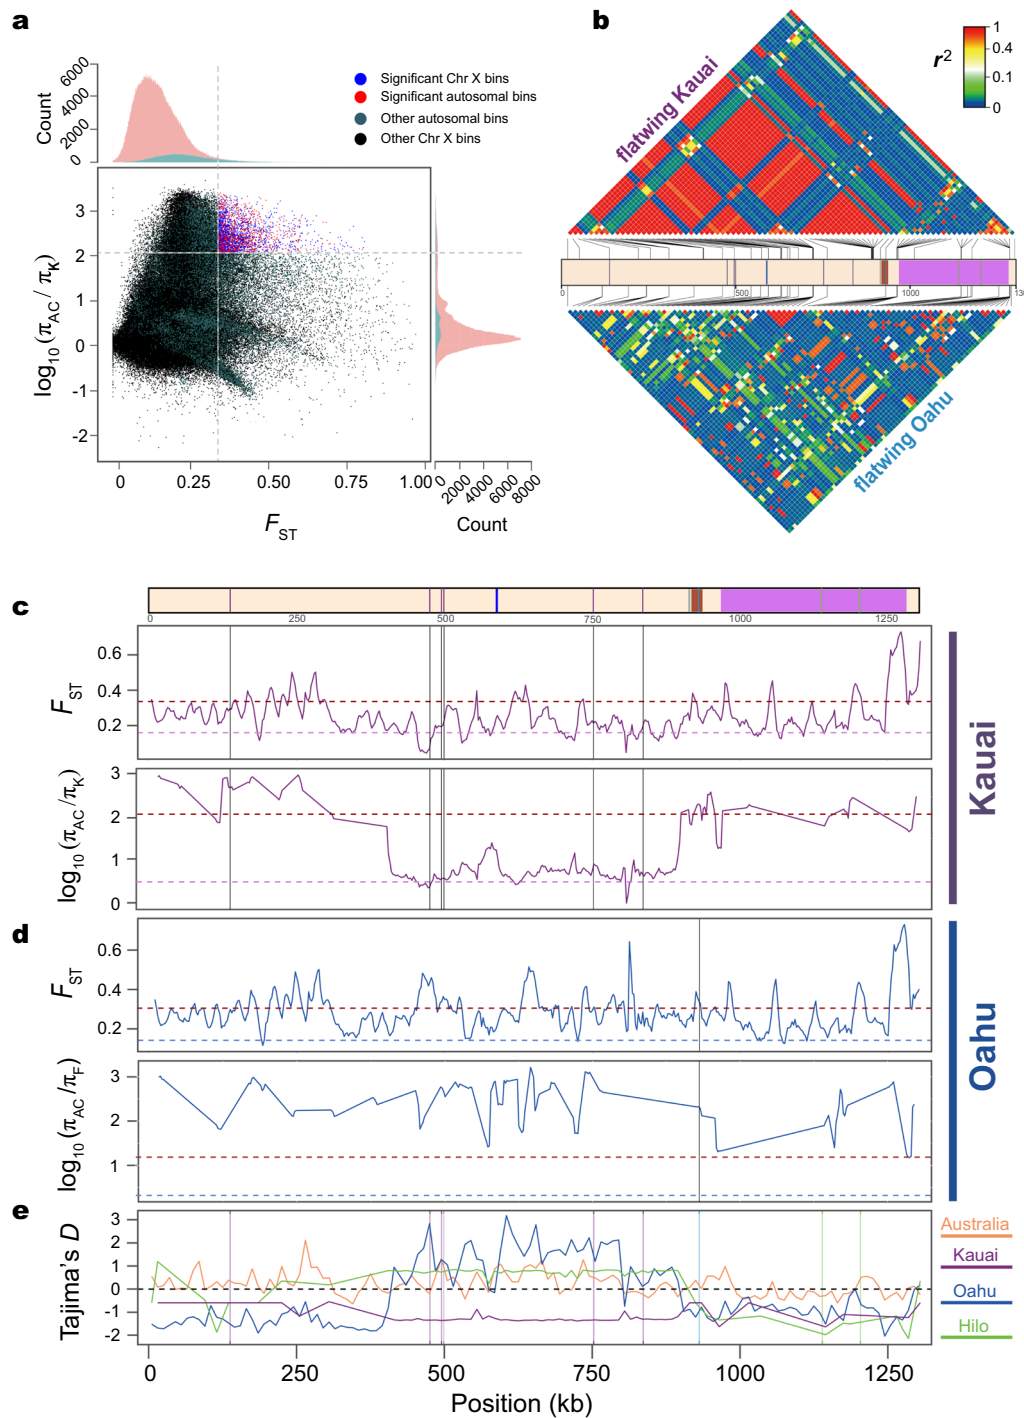 a
6000
4000
2000
0
Count
Significant Chr X bins
Significant autosomal bins
Other autosomal bins
Other Chr X bins
3
2
1
0
-1
-2
log10 (πAC / πK)
0
0.25
0.50
0.75
1.00
FST
0
2000
4000
6000
8000
Count
b
flatwing Kauai
r2
1
0.4
0.1
0
0
500
1000
130
flatwing Oahu
c
0
250
500
750
1000
1250
0.6
0.4
0.2
FST
3
2
1
0
log10 (πAC /πK)
Kauai
d
0.6
0.4
0.2
FST
3
2
1
log10 (πAC /πF)
Oahu
e
3
2
1
0
-1
-2
Tajima's D
Australia
Kauai
Oahu
Hilo
0
250
500
750
1000
1250
Position (kb)